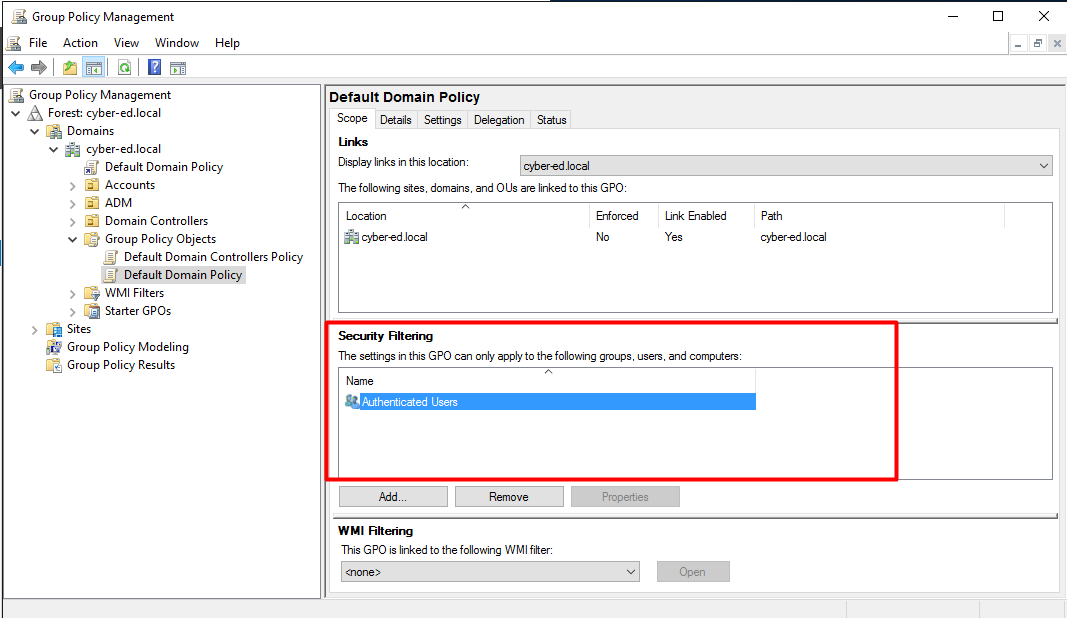 Group Policy Management
File Action View Window Help
Group Policy Management
Forest: cyber-ed.local
Domains
cyber-ed.local
Default Domain Policy
Accounts
ADM
Domain Controllers
Group Policy Objects
Default Domain Controllers Policy
Default Domain Policy
WMI Filters
Starter GPOs
Sites
Group Policy Modeling
Group Policy Results
Default Domain Policy
Scope Details Settings Delegation Status
Links
Display links in this location: cyber-ed.local
The following sites, domains, and OUs are linked to this GPO:
Location Enforced Link Enabled Path
cyber-ed.local No Yes cyber-ed.local
Security Filtering
The settings in this GPO can only apply to the following groups, users, and computers:
Name
Authenticated Users
Add... Remove Properties
WMI Filtering
This GPO is linked to the following WMI filter:
<none> Open